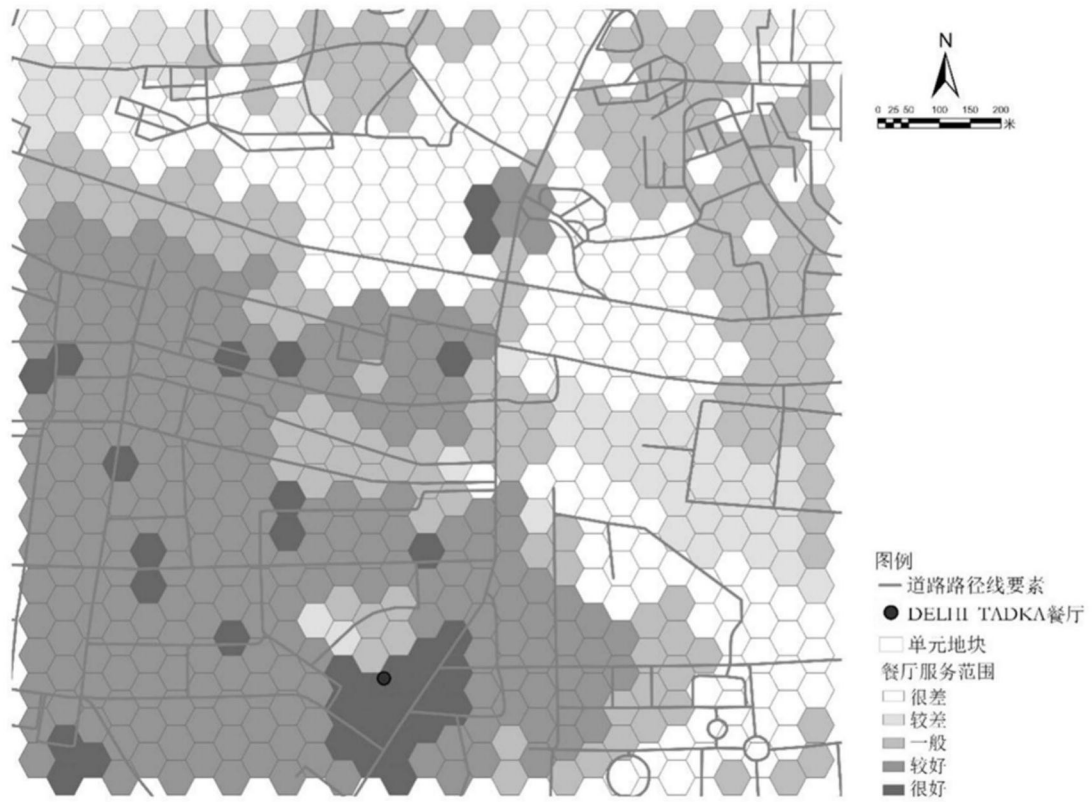 N
0 25 50 100 150 200
米
图例
道路路径线要素
DELHI TADKA餐厅
单元地块
餐厅服务范围
很差
较差
一般
较好
很好